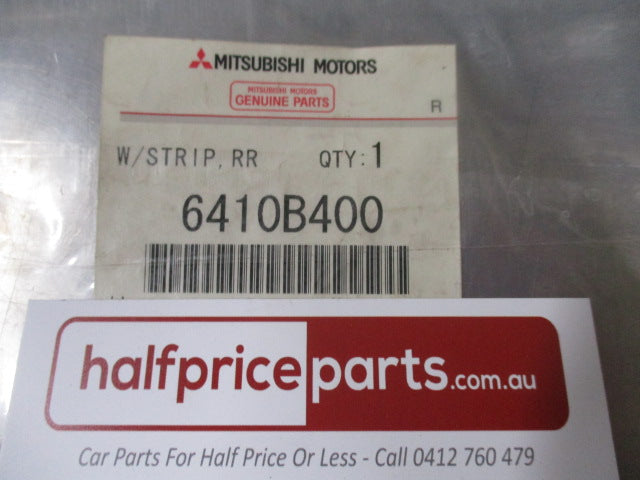 MITSUBISHI MOTORS
MITSUBISHI MOTORS
GENUINE PARTS
R
W/STRIP, RR QTY:1
6410B400
halfpriceparts.com.au
Car Parts For Half Price Or Less - Call 0412 760 479